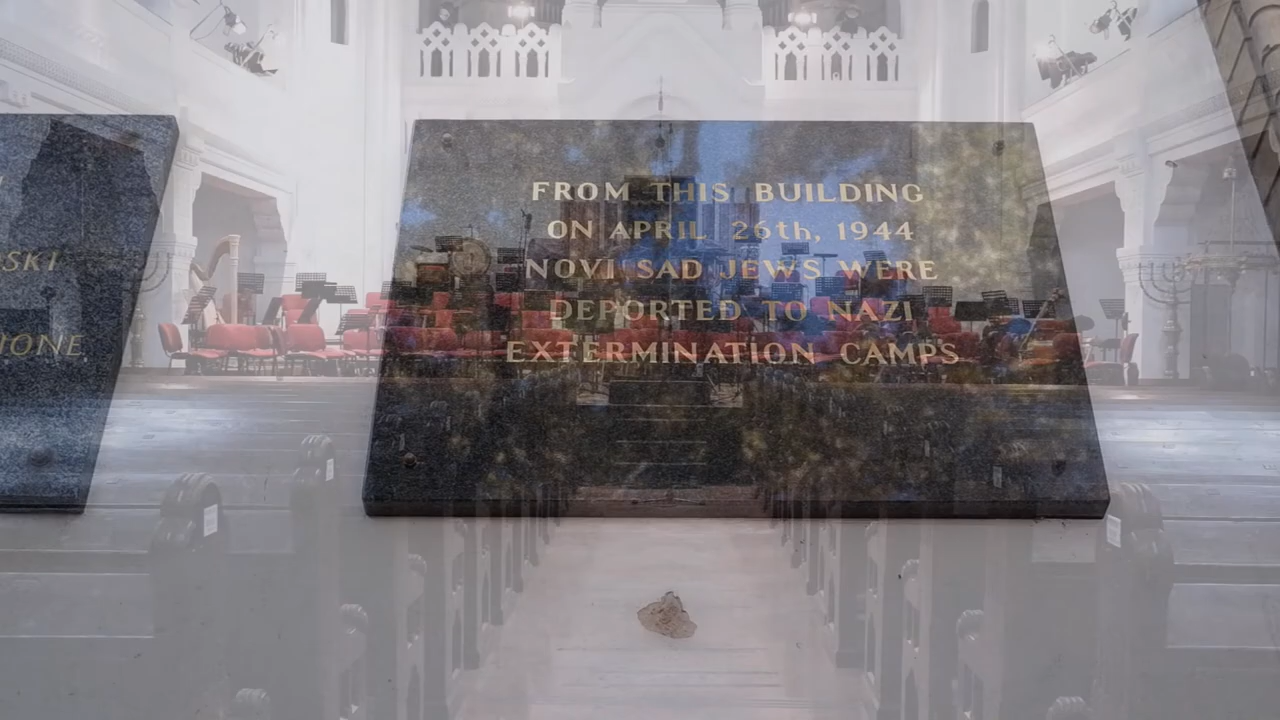 FROM THIS BUILDING
ON APRIL 26th, 1944
NOVI SAD JEWS WERE
DEPORTED TO NAZI
EXTERMINATION CAMPS